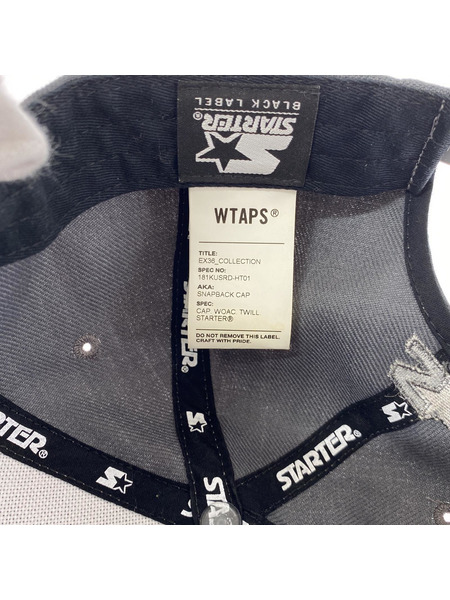 BLACK LABEL
STARTER®
WTAPS®
TITLE:
EX36_COLLECTION
SPEC NO:
181KUSRD-HT01
AKA:
SNAPBACK CAP
SPEC:
CAP. WOAC. TWILL
STARTER®
DO NOT REMOVE THIS LABEL.
CRAFT WITH PRIDE.
STARTER
STARTER®
STARTER